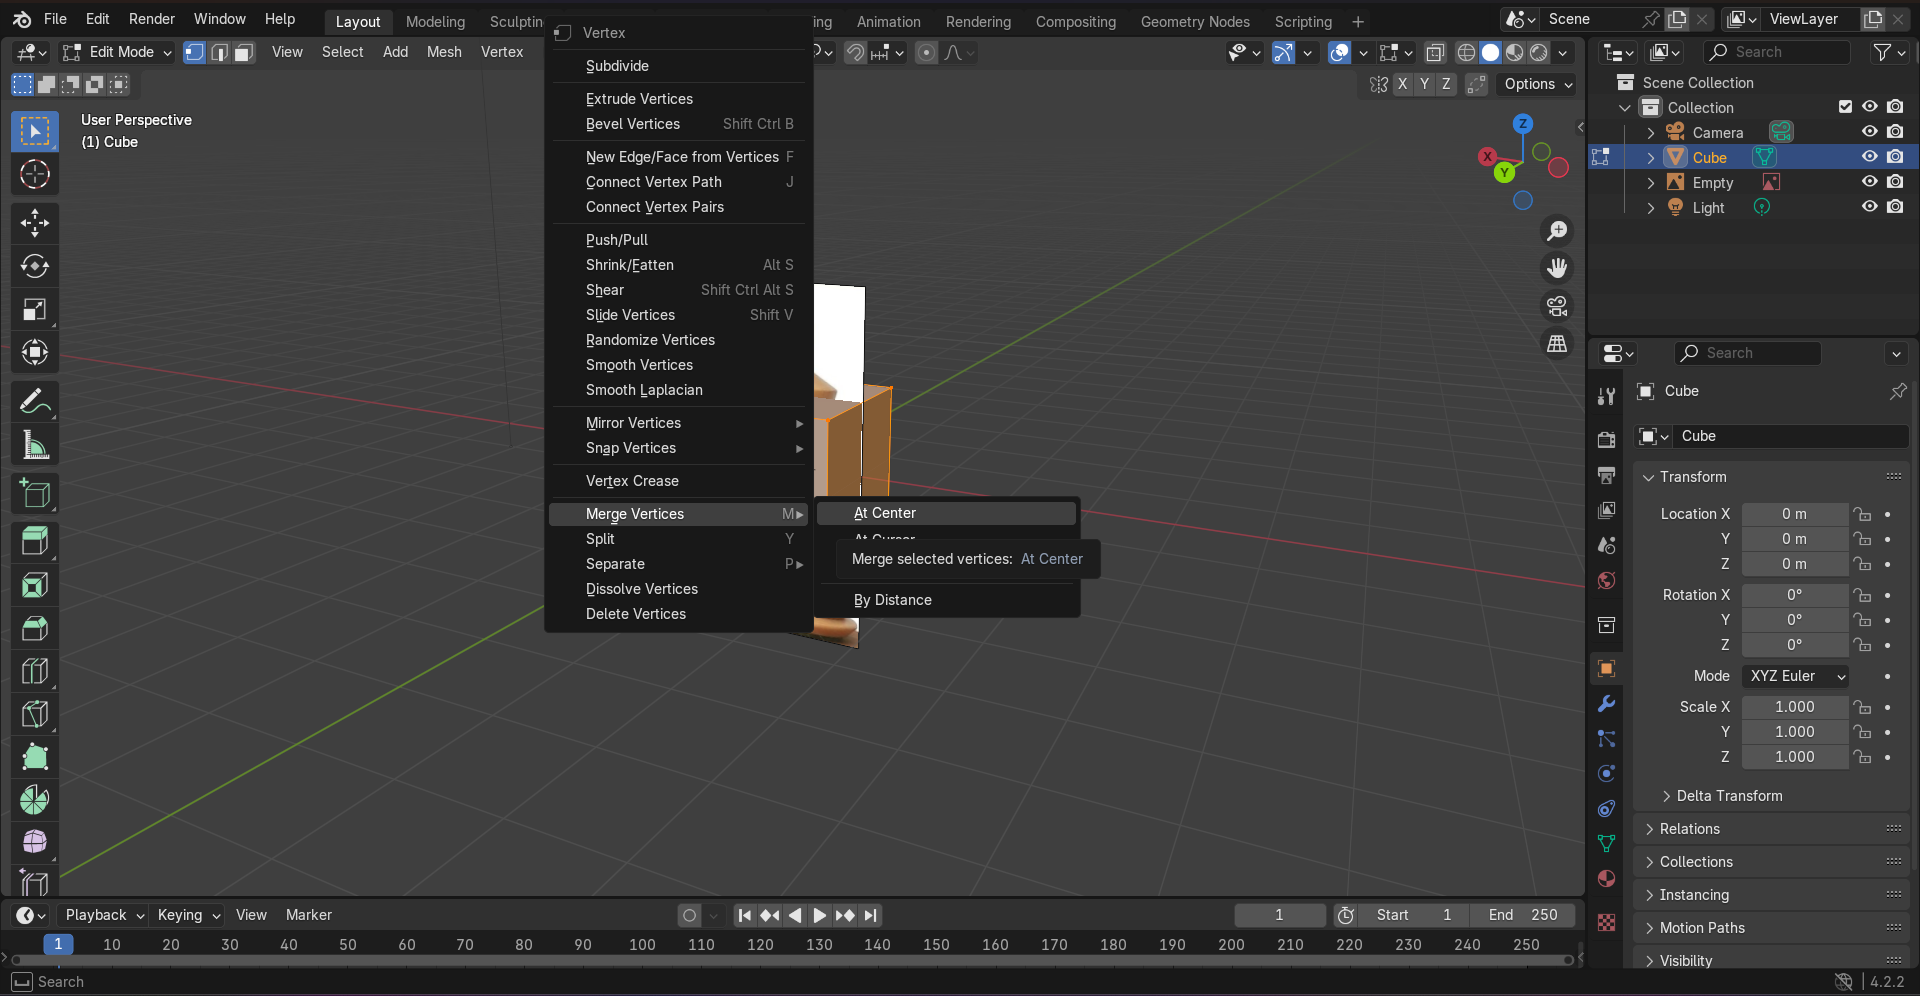 File Edit Render Window Help Layout Modeling Sculptin ing Animation Rendering Compositing Geometry Nodes Scripting Scene ViewLayer
Edit Mode View Select Add Mesh Vertex Search
X Y Z Options
User Perspective
(1) Cube
Vertex
Subdivide
Extrude Vertices
Bevel Vertices Shift Ctrl B
New Edge/Face from Vertices F
Connect Vertex Path J
Connect Vertex Pairs
Push/Pull
Shrink/Fatten Alt S
Shear Shift Ctrl Alt S
Slide Vertices Shift V
Randomize Vertices
Smooth Vertices
Smooth Laplacian
Mirror Vertices
Snap Vertices
Vertex Crease
Merge Vertices M
Split Y
Separate P
Dissolve Vertices
Delete Vertices
At Center
At Cursor
Merge selected vertices: At Center
By Distance
Z
X
Y
Scene Collection
Collection
Camera
Cube
Empty
Light
Search
Cube
Cube
Transform
Location X 0 m
Y 0 m
Z 0 m
Rotation X 0°
Y 0°
Z 0°
Mode XYZ Euler
Scale X 1.000
Y 1.000
Z 1.000
Delta Transform
Relations
Collections
Instancing
Motion Paths
Visibility
Playback Keying View Marker 1 Start 1 End 250
1 10 20 30 40 50 60 70 80 90 100 110 120 130 140 150 160 170 180 190 200 210 220 230 240 250
Search 4.2.2